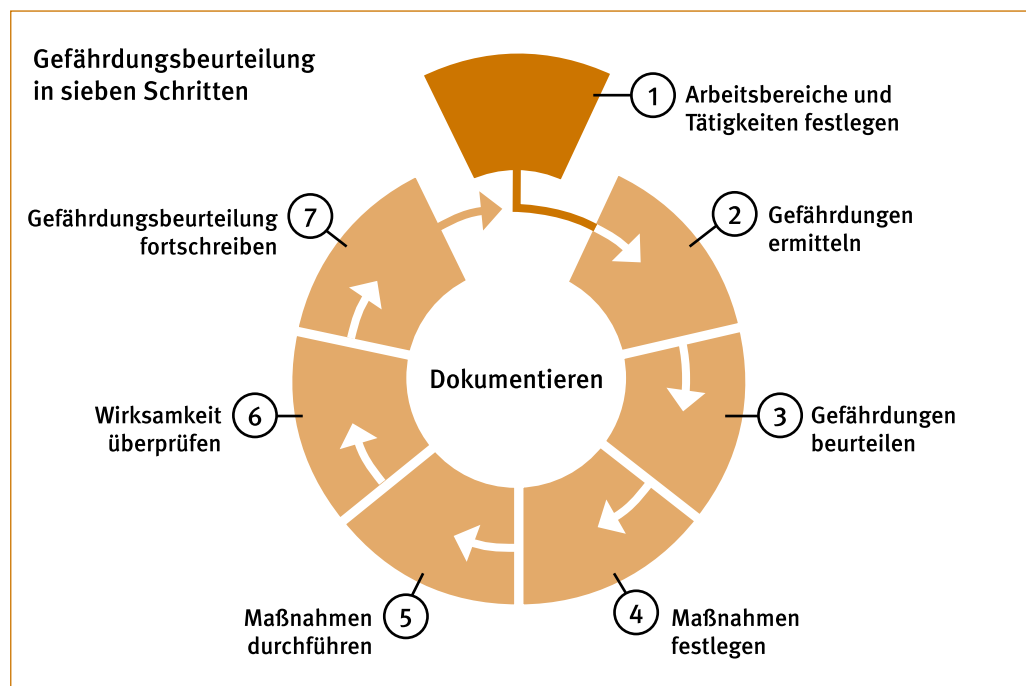 Gefährdungsbeurteilung
in sieben Schritten
1
Arbeitsbereiche und
Tätigkeiten festlegen
2
Gefährdungen
ermitteln
3
Gefährdungen
beurteilen
4
Maßnahmen
festlegen
5
Maßnahmen
durchführen
6
Wirksamkeit
überprüfen
7
Gefährdungsbeurteilung
fortschreiben
Dokumentieren